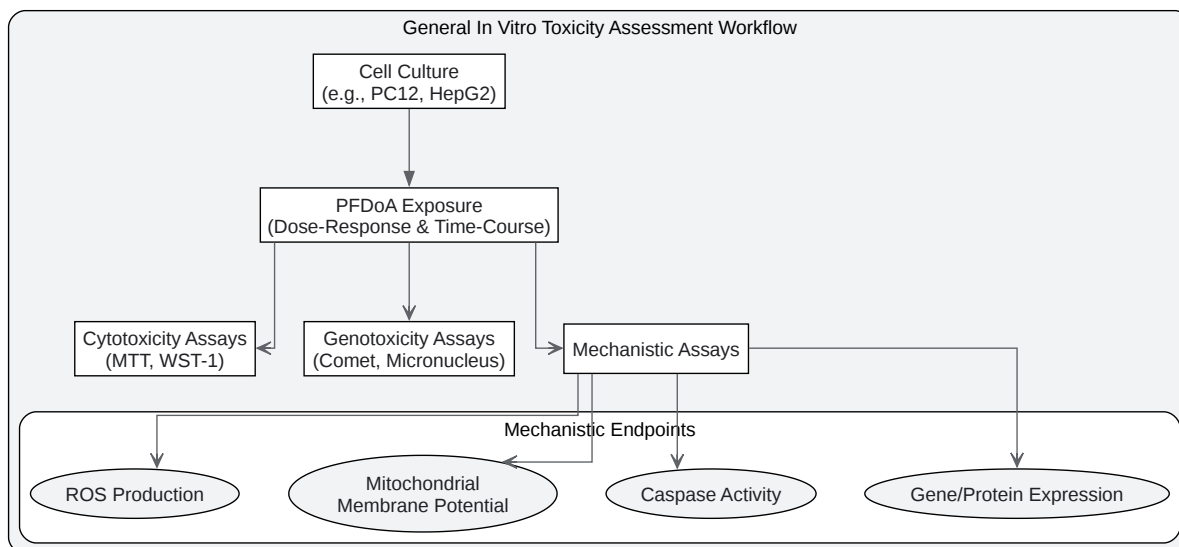 General In Vitro Toxicity Assessment Workflow
Cell Culture
(e.g., PC12, HepG2)
PFDoA Exposure
(Dose-Response & Time-Course)
Cytotoxicity Assays
(MTT, WST-1)
Genotoxicity Assays
(Comet, Micronucleus)
Mechanistic Assays
Mechanistic Endpoints
ROS Production
Mitochondrial
Membrane Potential
Caspase Activity
Gene/Protein Expression